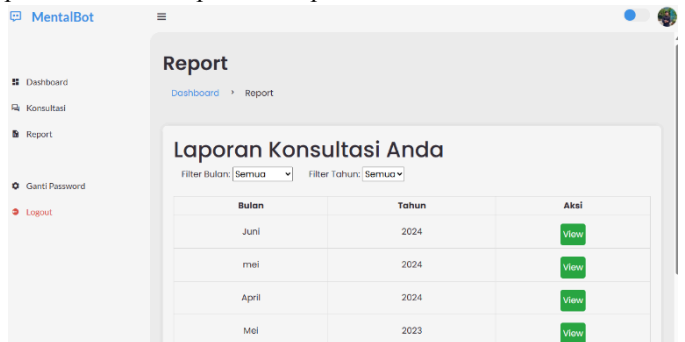 MentalBot
Dashboard
Konsultasi
Report
Ganti Password
Logout
Report
Dashboard › Report
Laporan Konsultasi Anda
Filter Bulan: Semua Filter Tahun: Semua
Bulan Tahun Aksi
Juni 2024 View
mei 2024 View
April 2024 View
Mei 2023 View